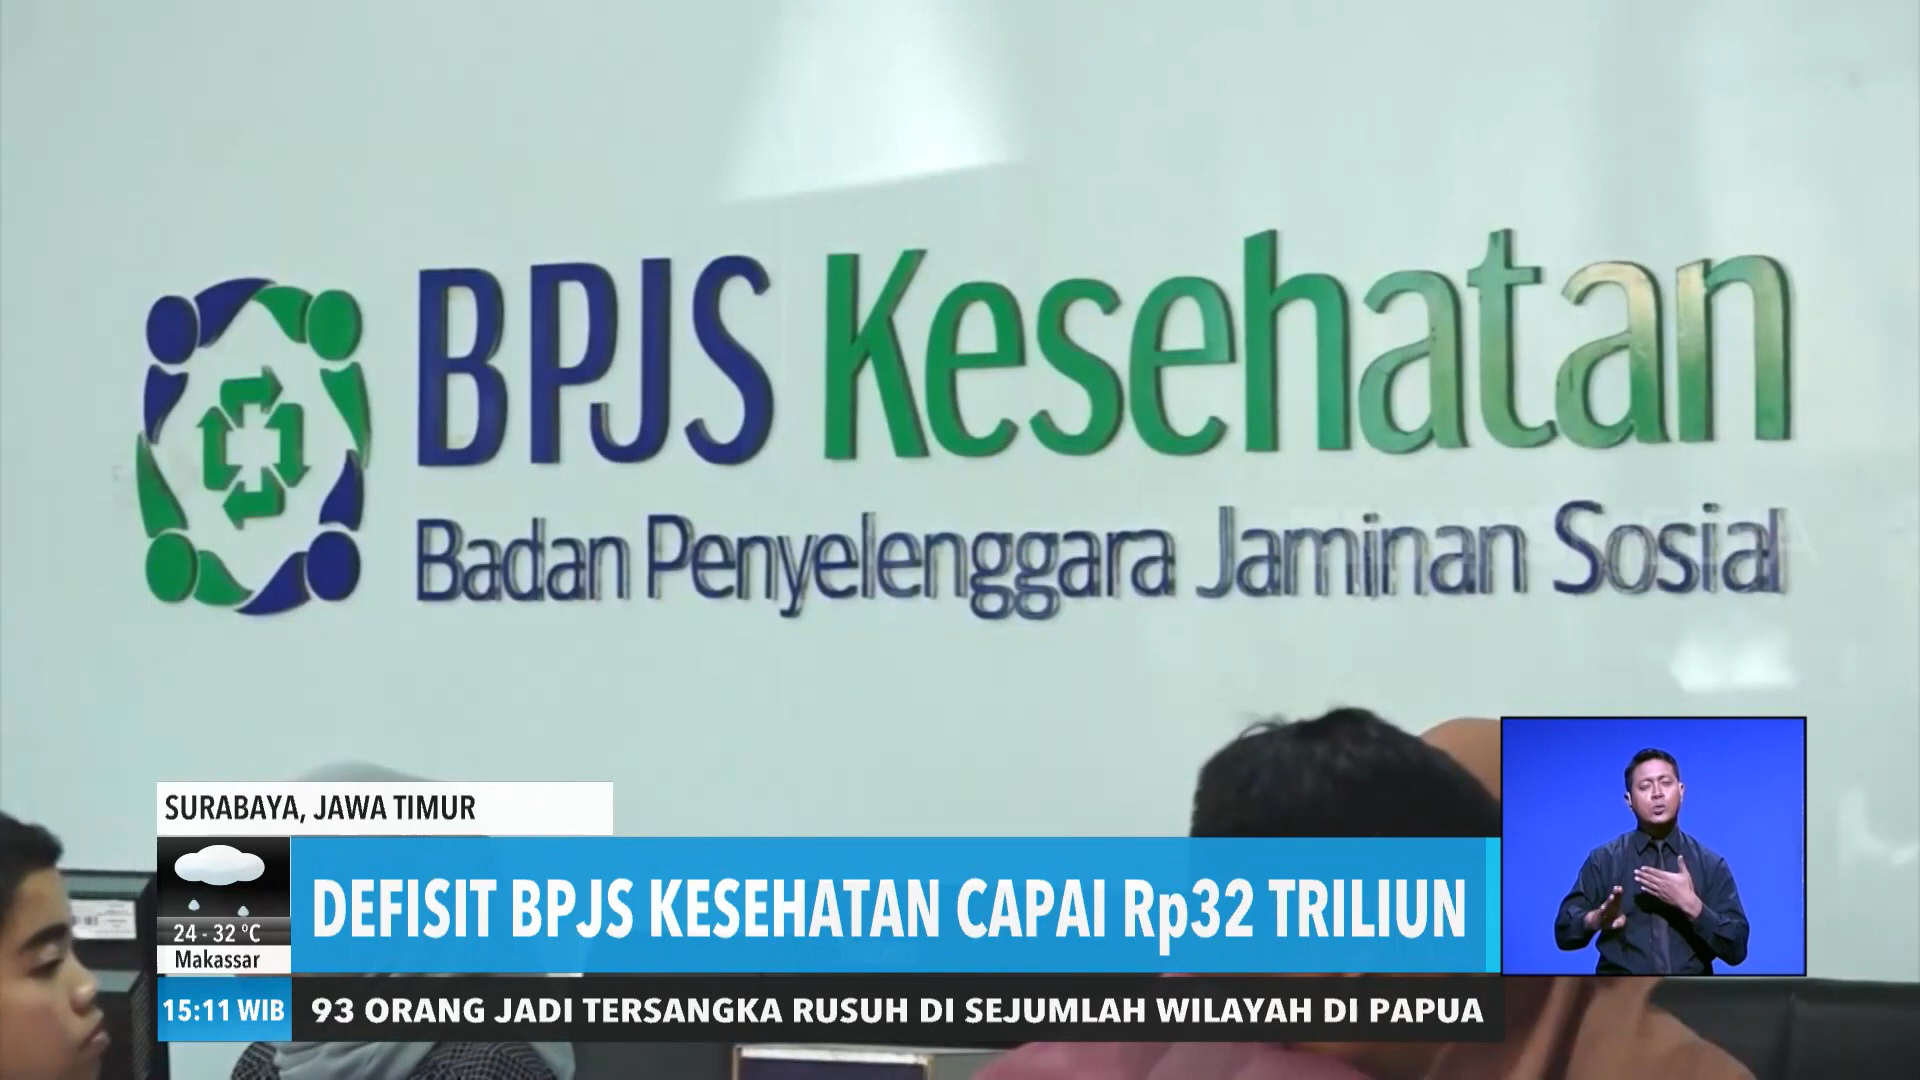 BPJS Kesehatan
Badan Penyelenggara Jaminan Sosial
SURABAYA, JAWA TIMUR
24 - 32 °C
Makassar
DEFISIT BPJS KESEHATAN CAPAI Rp32 TRILIUN
15:11 WIB
93 ORANG JADI TERSANGKA RUSUH DI SEJUMLAH WILAYAH DI PAPUA